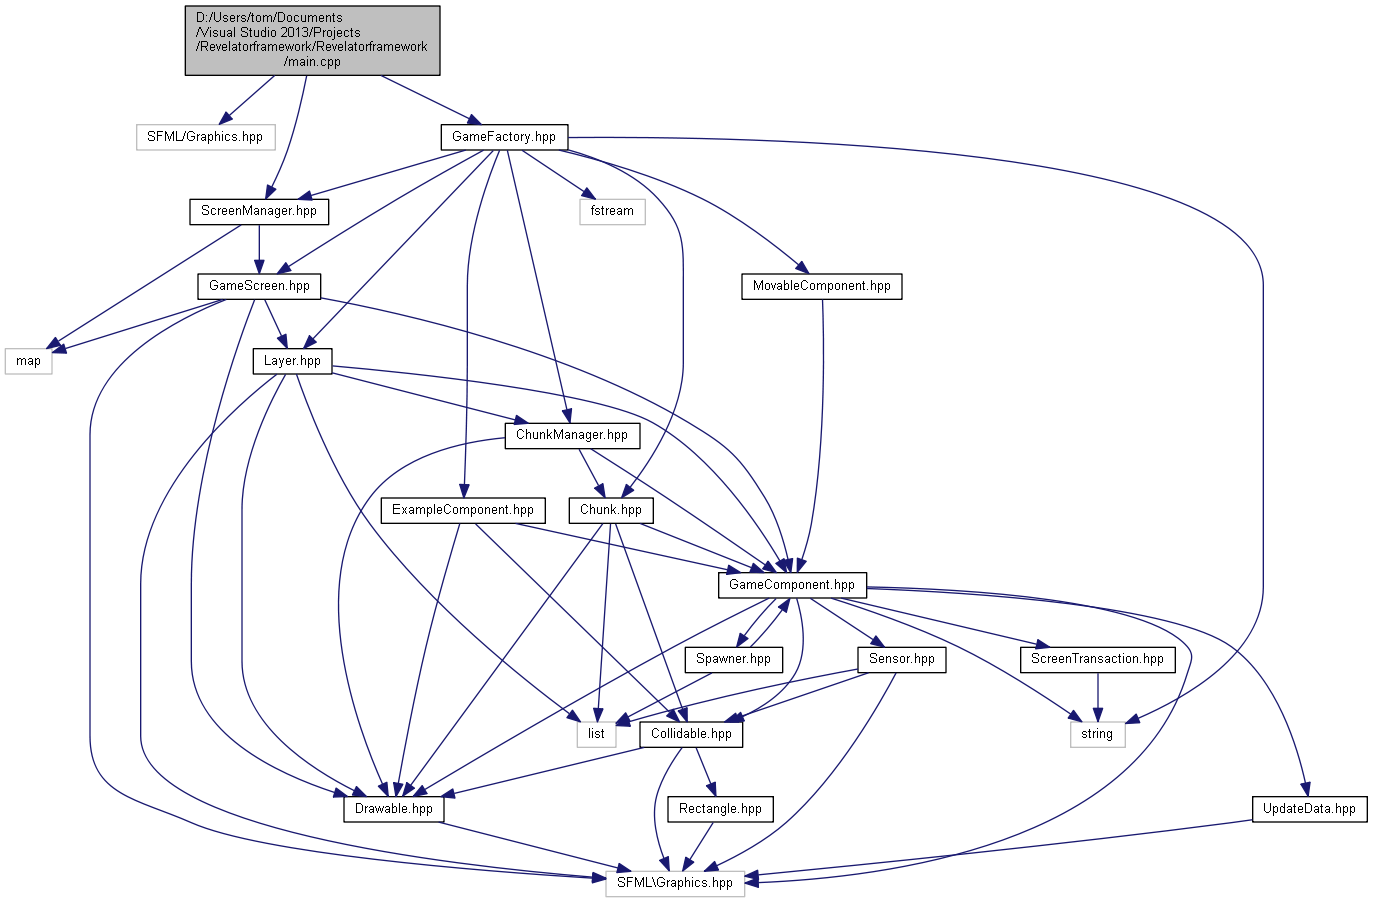 D:/Users/tom/Documents
/Visual Studio 2013/Projects
/Revelatorframework/Revelatorframework
/main.cpp
SFML/Graphics.hpp
GameFactory.hpp
ScreenManager.hpp
fstream
GameScreen.hpp
MovableComponent.hpp
map
Layer.hpp
ChunkManager.hpp
ExampleComponent.hpp
Chunk.hpp
GameComponent.hpp
Spawner.hpp
Sensor.hpp
ScreenTransaction.hpp
list
Collidable.hpp
string
Drawable.hpp
Rectangle.hpp
UpdateData.hpp
SFML\Graphics.hpp